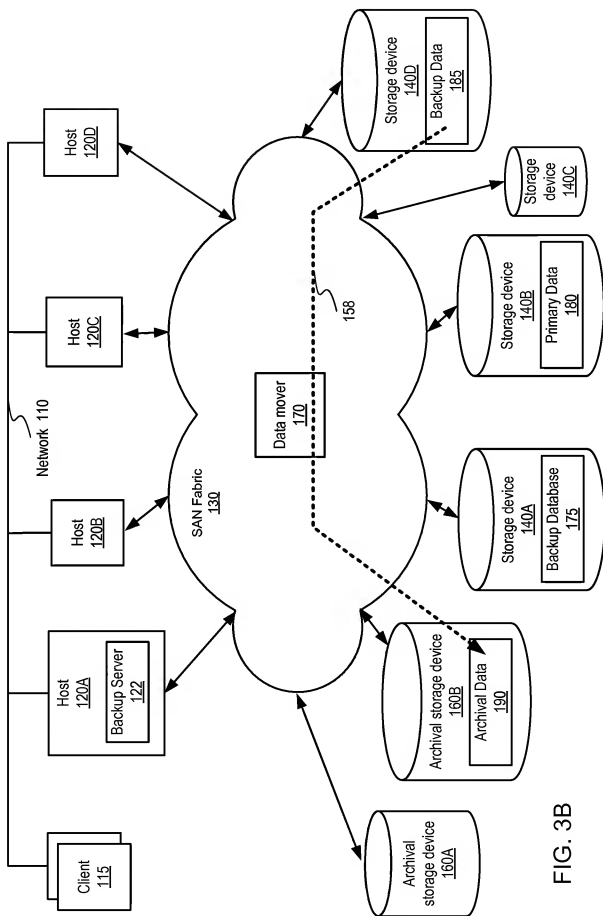 Network 110
Client
115
Host
120A
Backup Server
122
Host
120B
Host
120C
Host
120D
SAN Fabric
130
Data mover
170
158
Archival
storage device
160A
Archival storage device
160B
Archival Data
190
Storage device
140A
Backup Database
175
Storage device
140B
Primary Data
180
Storage
device
140C
Storage device
140D
Backup Data
185
FIG. 3B